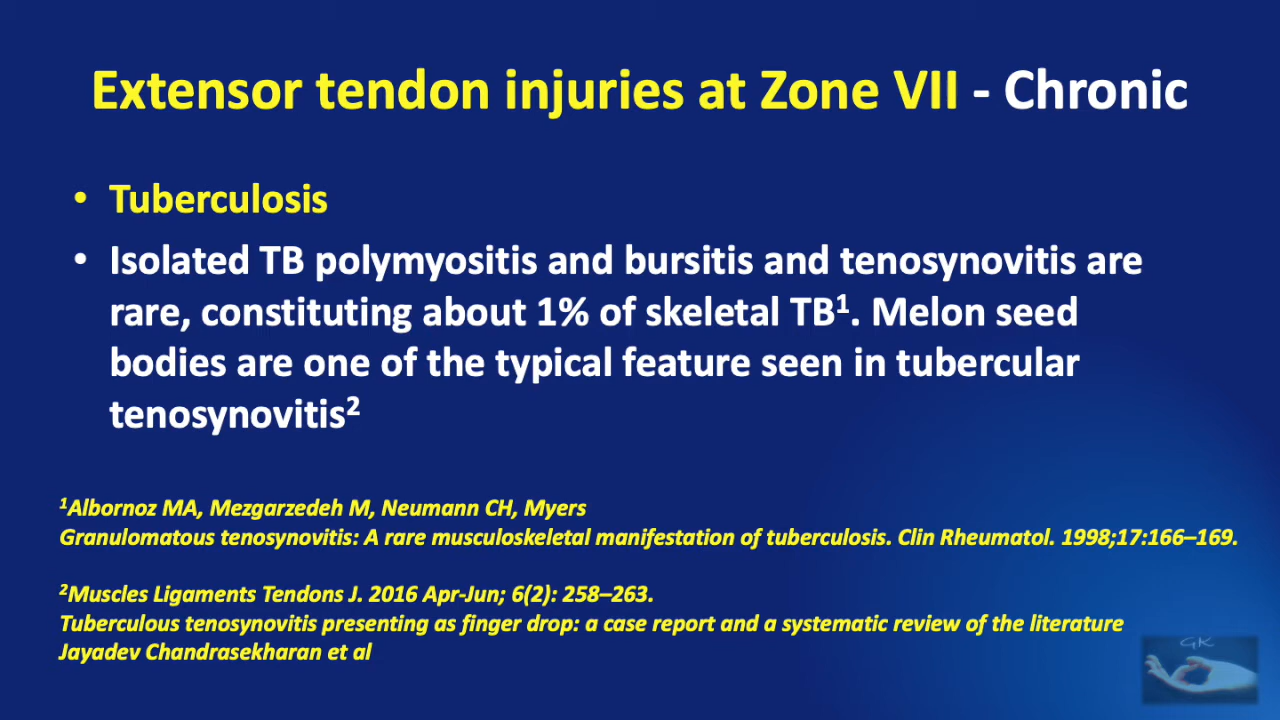 Extensor tendon injuries at Zone VII - Chronic
• Tuberculosis
• Isolated TB polymyositis and bursitis and tenosynovitis are
rare, constituting about 1% of skeletal TB¹. Melon seed
bodies are one of the typical feature seen in tubercular
tenosynovitis²
¹Albornoz MA, Mezgarzedeh M, Neumann CH, Myers
Granulomatous tenosynovitis: A rare musculoskeletal manifestation of tuberculosis. Clin Rheumatol. 1998;17:166–169.
²Muscles Ligaments Tendons J. 2016 Apr-Jun; 6(2): 258–263.
Tuberculous tenosynovitis presenting as finger drop: a case report and a systematic review of the literature
Jayadev Chandrasekharan et al
GK